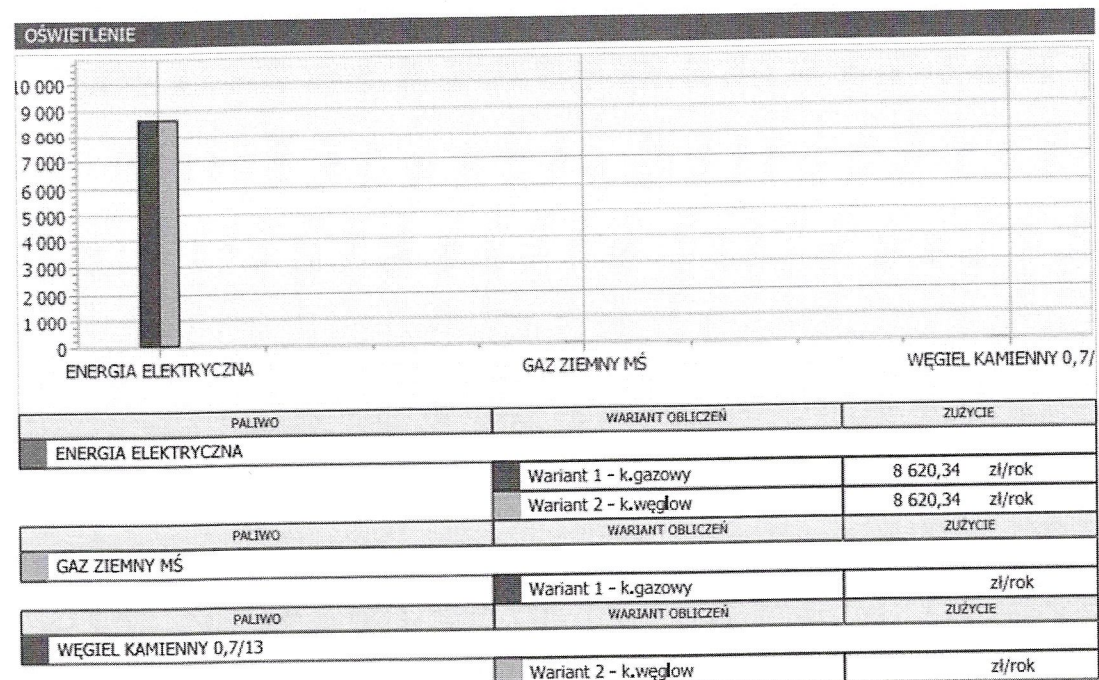 OŚWIETLENIE
10 000
9 000
8 000
7 000
6 000
5 000
4 000
3 000
2 000
1 000
0
ENERGIA ELEKTRYCZNA GAZ ZIEMNY MŚ WĘGIEL KAMIENNY 0,7/
PALIWO WARIANT OBLICZEŃ ZUŻYCIE
ENERGIA ELEKTRYCZNA
Wariant 1 - k.gazowy 8 620,34 zł/rok
Wariant 2 - k.węglow 8 620,34 zł/rok
PALIWO WARIANT OBLICZEŃ ZUŻYCIE
GAZ ZIEMNY MŚ
Wariant 1 - k.gazowy zł/rok
PALIWO WARIANT OBLICZEŃ ZUŻYCIE
WĘGIEL KAMIENNY 0,7/13
Wariant 2 - k.węglow zł/rok